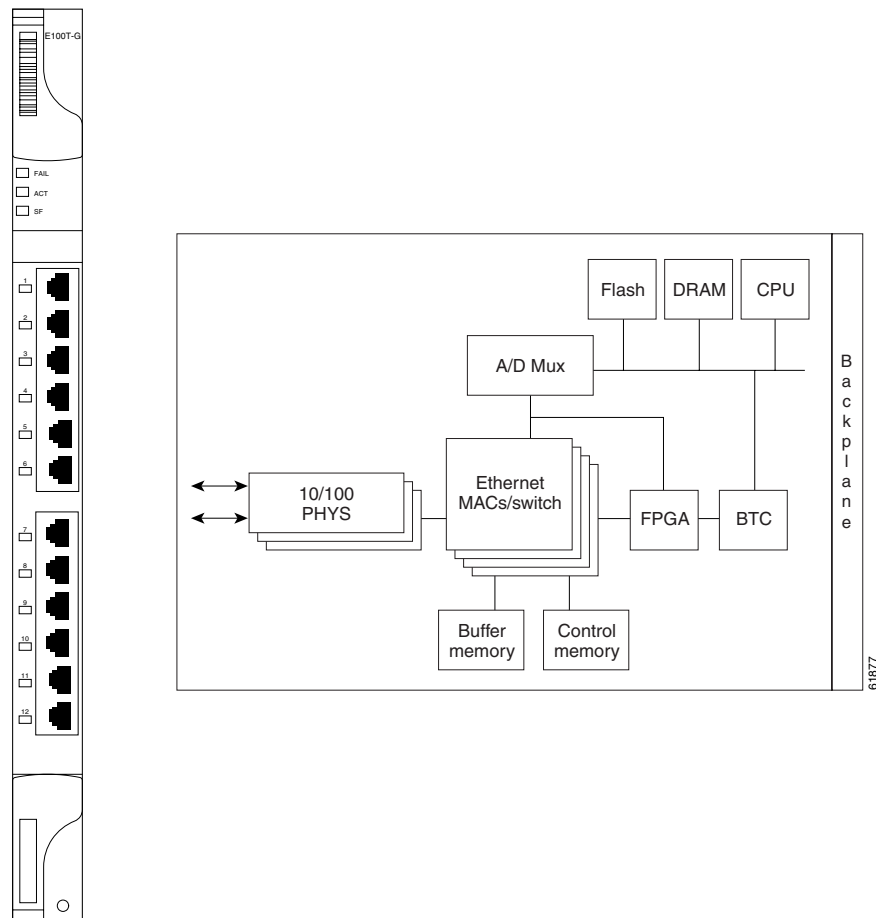 E100T-G
FAIL
ACT
SF
1
2
3
4
5
6
7
8
9
10
11
12
Flash
DRAM
CPU
A/D Mux
Ethernet
MACs/switch
10/100
PHYS
FPGA
BTC
Buffer
memory
Control
memory
Backplane
61877